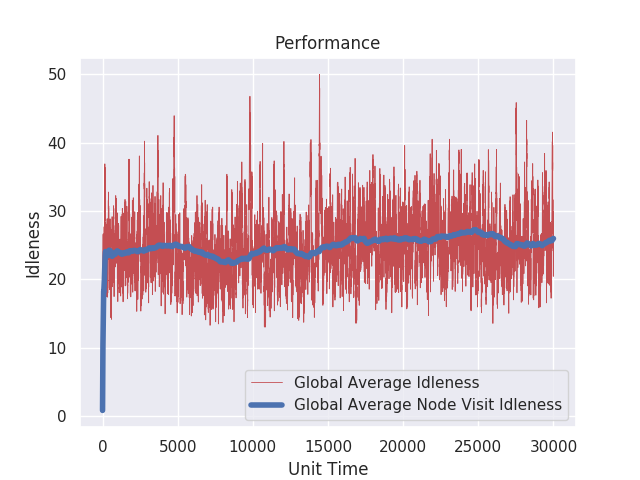 Performance
Idleness
50
40
30
20
10
0
Global Average Idleness
Global Average Node Visit Idleness
0 5000 10000 15000 20000 25000 30000
Unit Time